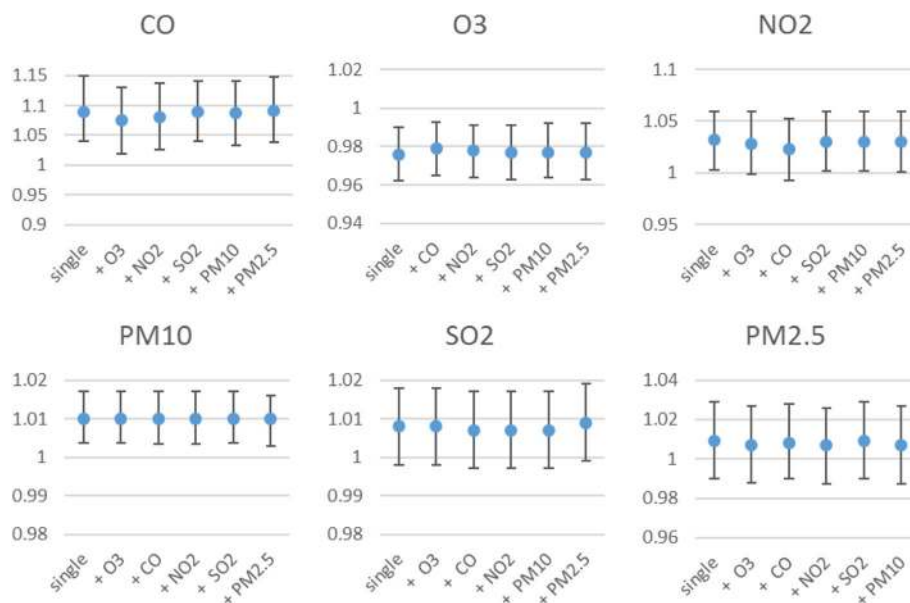 CO
1.15
1.1
1.05
1
0.95
0.9
single
+ O3
+ NO2
+ SO2
+ PM10
+ PM2.5
O3
1.02
1
0.98
0.96
0.94
single
+ CO
+ NO2
+ SO2
+ PM10
+ PM2.5
NO2
1.1
1.05
1
0.95
single
+ O3
+ CO
+ SO2
+ PM10
+ PM2.5
PM10
1.02
1.01
1
0.99
0.98
single
+ O3
+ CO
+ NO2
+ SO2
+ PM2.5
SO2
1.02
1.01
1
0.99
0.98
single
+ O3
+ CO
+ NO2
+ PM10
+ PM2.5
PM2.5
1.04
1.02
1
0.98
0.96
single
+ O3
+ CO
+ NO2
+ SO2
+ PM10